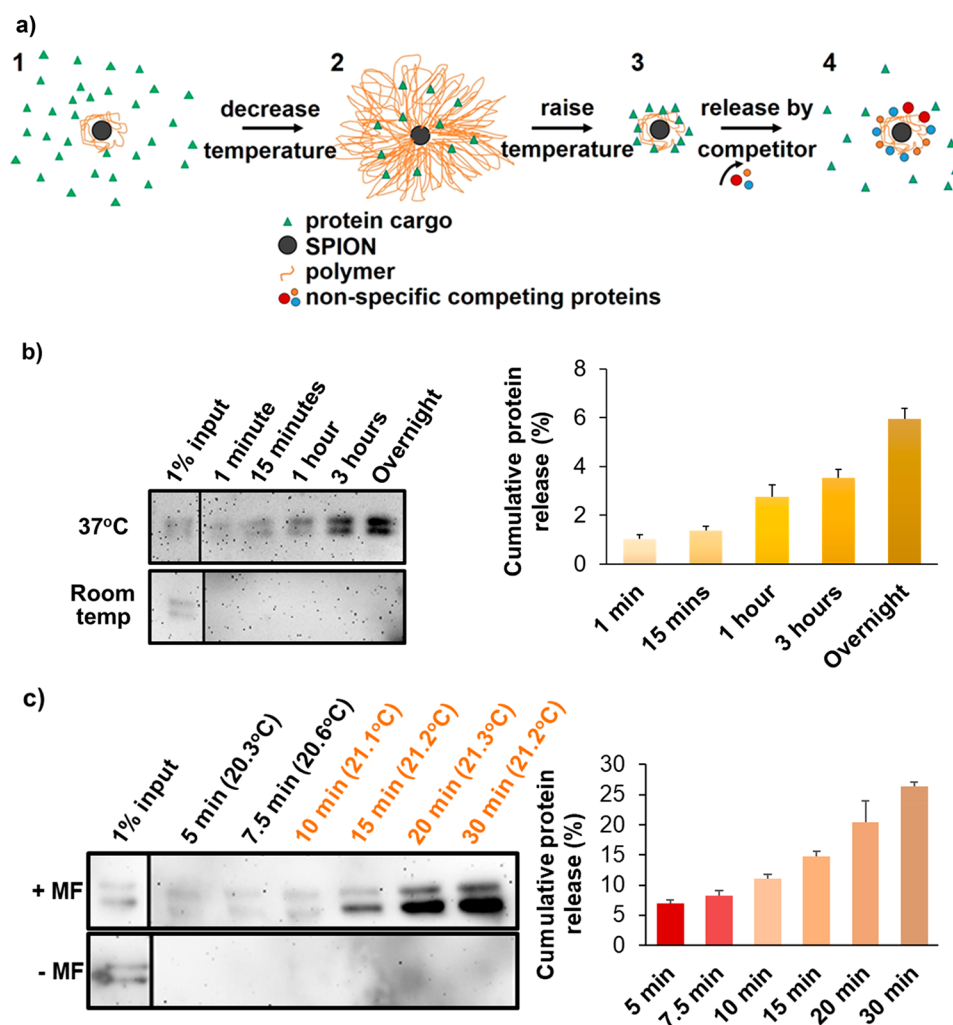 a)
1
2
3
4
decrease
temperature
raise
temperature
release by
competitor
protein cargo
SPION
polymer
non-specific competing proteins
b)
1% input
1 minute
15 minutes
1 hour
3 hours
Overnight
37°C
Room
temp
Cumulative protein
release (%)
8
6
4
2
0
1 min
15 mins
1 hour
3 hours
Overnight
c)
1% input
5 min (20.3°C)
7.5 min (20.6°C)
10 min (21.1°C)
15 min (21.2°C)
20 min (21.3°C)
30 min (21.2°C)
+ MF
- MF
Cumulative protein
release (%)
30
25
20
15
10
5
0
5 min
7.5 min
10 min
15 min
20 min
30 min